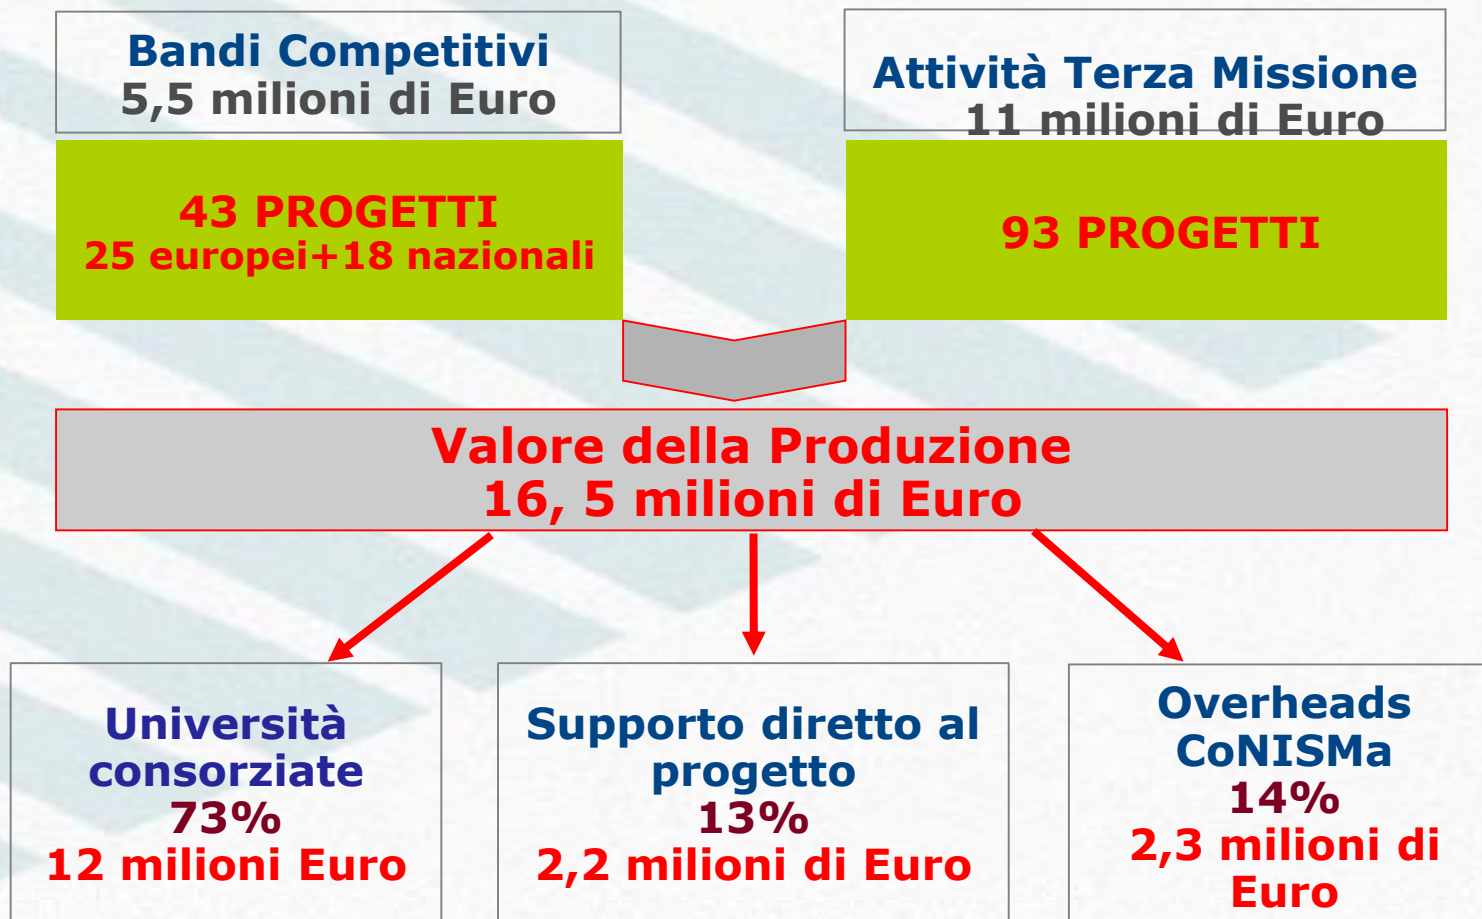 Bandi Competitivi
5,5 milioni di Euro
Attività Terza Missione
11 milioni di Euro
43 PROGETTI
25 europei+18 nazionali
93 PROGETTI
Valore della Produzione
16, 5 milioni di Euro
Università
consorziate
73%
12 milioni Euro
Supporto diretto al
progetto
13%
2,2 milioni di Euro
Overheads
CoNISMa
14%
2,3 milioni di
Euro